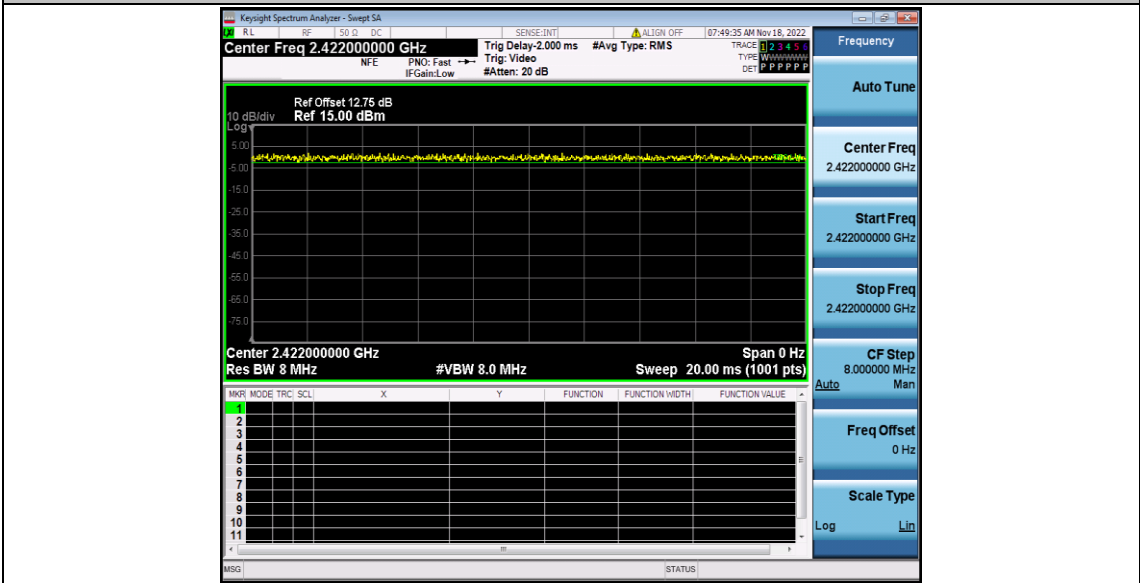 Keysight Spectrum Analyzer - Swept SA
RL RF 50 Ω DC SENSE:INT ALIGN OFF 07:49:35 AM Nov 18, 2022
Center Freq 2.422000000 GHz
NFE
PNO: Fast
IFGain:Low
Trig Delay-2.000 ms
Trig: Video
#Atten: 20 dB
#Avg Type: RMS
TRACE 1 2 3 4 5 6
TYPE WWWWWW
DET P P P P P P
Ref Offset 12.75 dB
10 dB/div Ref 15.00 dBm
Log
5.00
-5.00
-15.0
-25.0
-35.0
-45.0
-55.0
-65.0
-75.0
Center 2.422000000 GHz Span 0 Hz
Res BW 8 MHz #VBW 8.0 MHz Sweep 20.00 ms (1001 pts)
MKR MODE TRC SCL X Y FUNCTION FUNCTION WIDTH FUNCTION VALUE
1
2
3
4
5
6
7
8
9
10
11
MSG STATUS
Frequency
Auto Tune
Center Freq
2.422000000 GHz
Start Freq
2.422000000 GHz
Stop Freq
2.422000000 GHz
CF Step
8.000000 MHz
Auto Man
Freq Offset
0 Hz
Scale Type
Log Lin